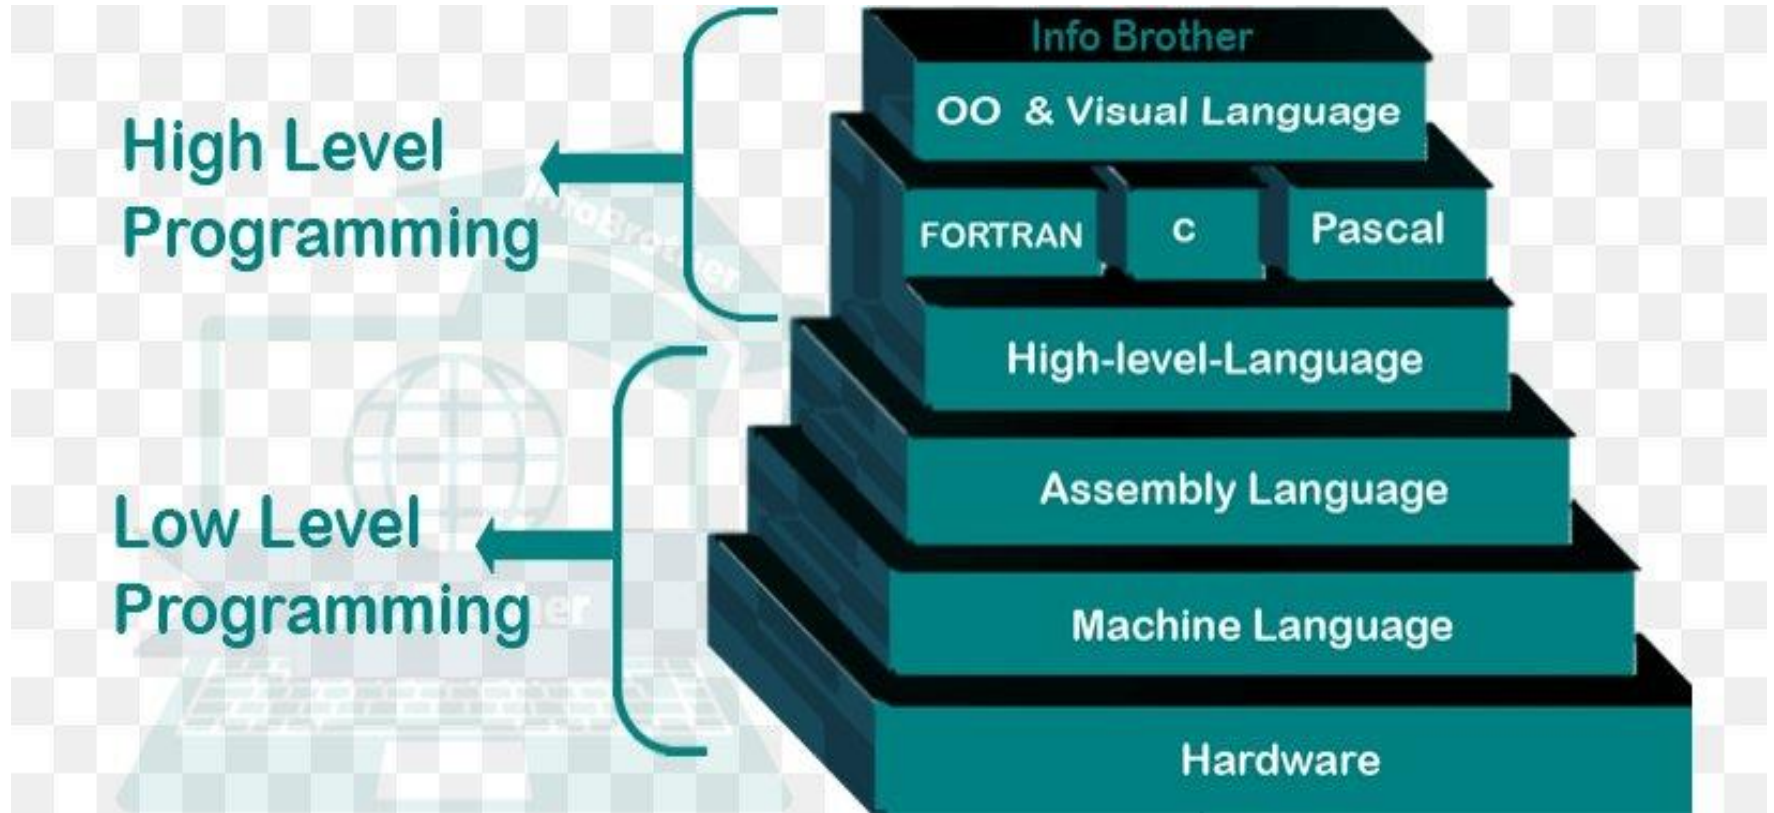 Info Brother
OO & Visual Language
High Level
Programming
InfoBrother
FORTRAN
C
Pascal
High-level-Language
Assembly Language
Low Level
Programming
Machine Language
Hardware